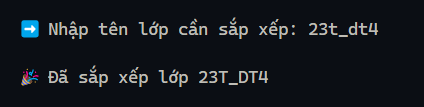 ➡️ Nhập tên lớp cần sắp xếp: 23t_dt4
🎉 Đã sắp xếp lớp 23T_DT4